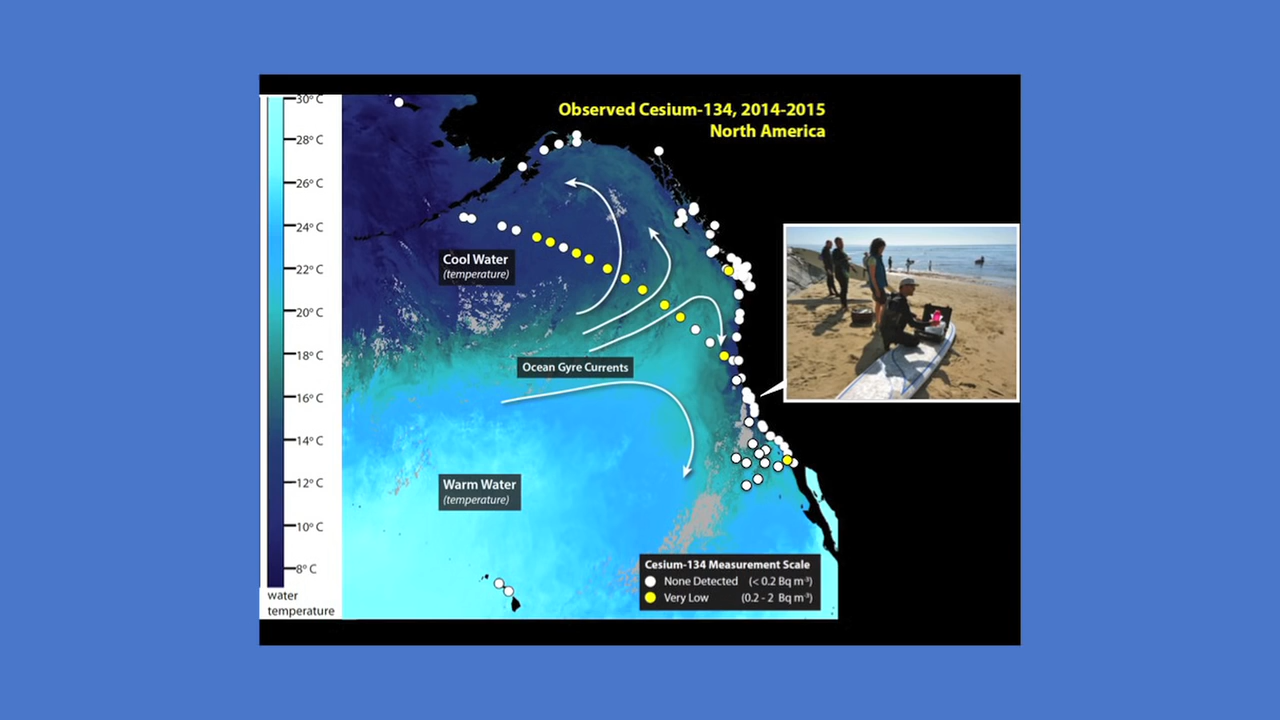 Observed Cesium-134, 2014-2015
North America
30° C
28° C
26° C
24° C
22° C
20° C
18° C
16° C
14° C
12° C
10° C
8° C
water
temperature
Cool Water
(temperature)
Ocean Gyre Currents
Warm Water
(temperature)
Cesium-134 Measurement Scale
None Detected (< 0.2 Bq m⁻³)
Very Low (0.2 - 2 Bq m⁻³)